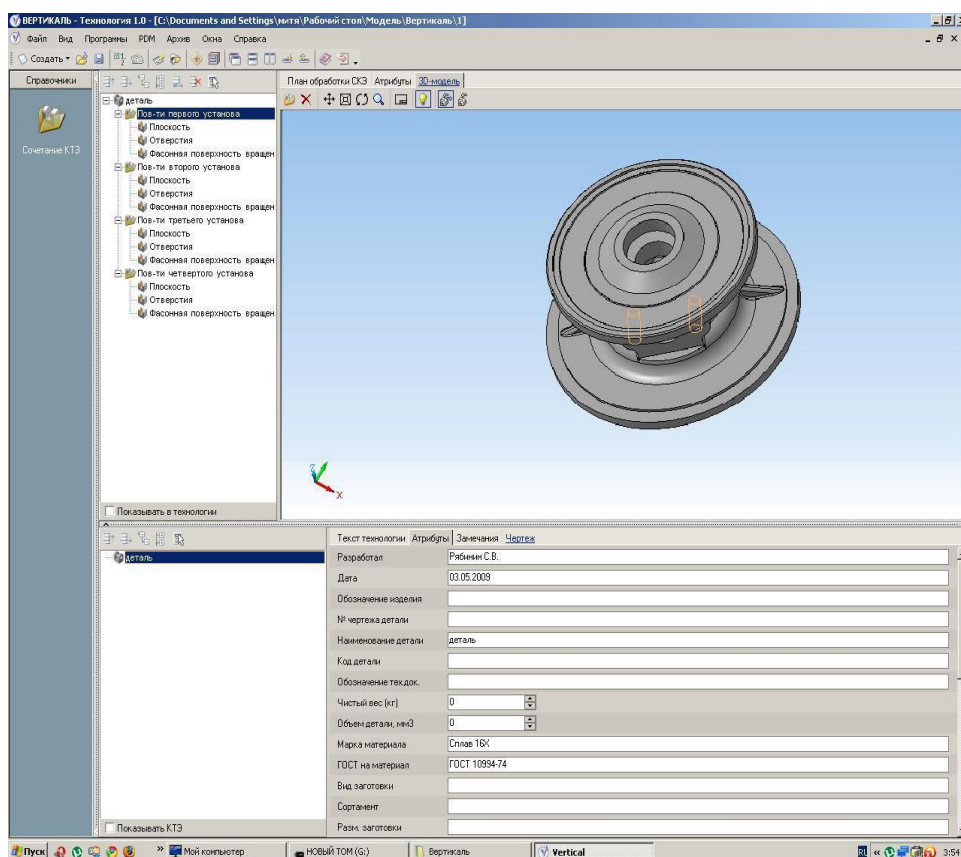 ВЕРТИКАЛЬ - Технология 1.0 - [C:\Documents and Settings\митя\Рабочий стол\Модель\Вертикаль\1]
Файл Вид Программы PDM Архив Окна Справка
Создать
Справочники
Сочетание КТЭ
деталь
Пов-ти первого установа
Плоскость
Отверстия
Фасонная поверхность вращен
Пов-ти второго установа
Плоскость
Отверстия
Фасонная поверхность вращен
Пов-ти третьего установа
Плоскость
Отверстия
Фасонная поверхность вращен
Пов-ти четвертого установа
Плоскость
Отверстия
Фасонная поверхность вращен
Показывать в технологии
План обработки СКЭ Атрибуты 3D-модель
Z
X
деталь
Показывать КТЭ
Текст технологии Атрибуты Замечания Чертеж
Разработал Рябинин С.В.
Дата 03.05.2009
Обозначение изделия
№ чертежа детали
Наименование детали деталь
Код детали
Обозначение тех.док.
Чистый вес (кг) 0
Объем детали, мм3 0
Марка материала Сплав 16Х
ГОСТ на материал ГОСТ 10994-74
Вид заготовки
Сортамент
Разм. заготовки
Пуск » Мой компьютер НОВЫЙ ТОМ (G:) Вертикаль Vertical RL « 3:54